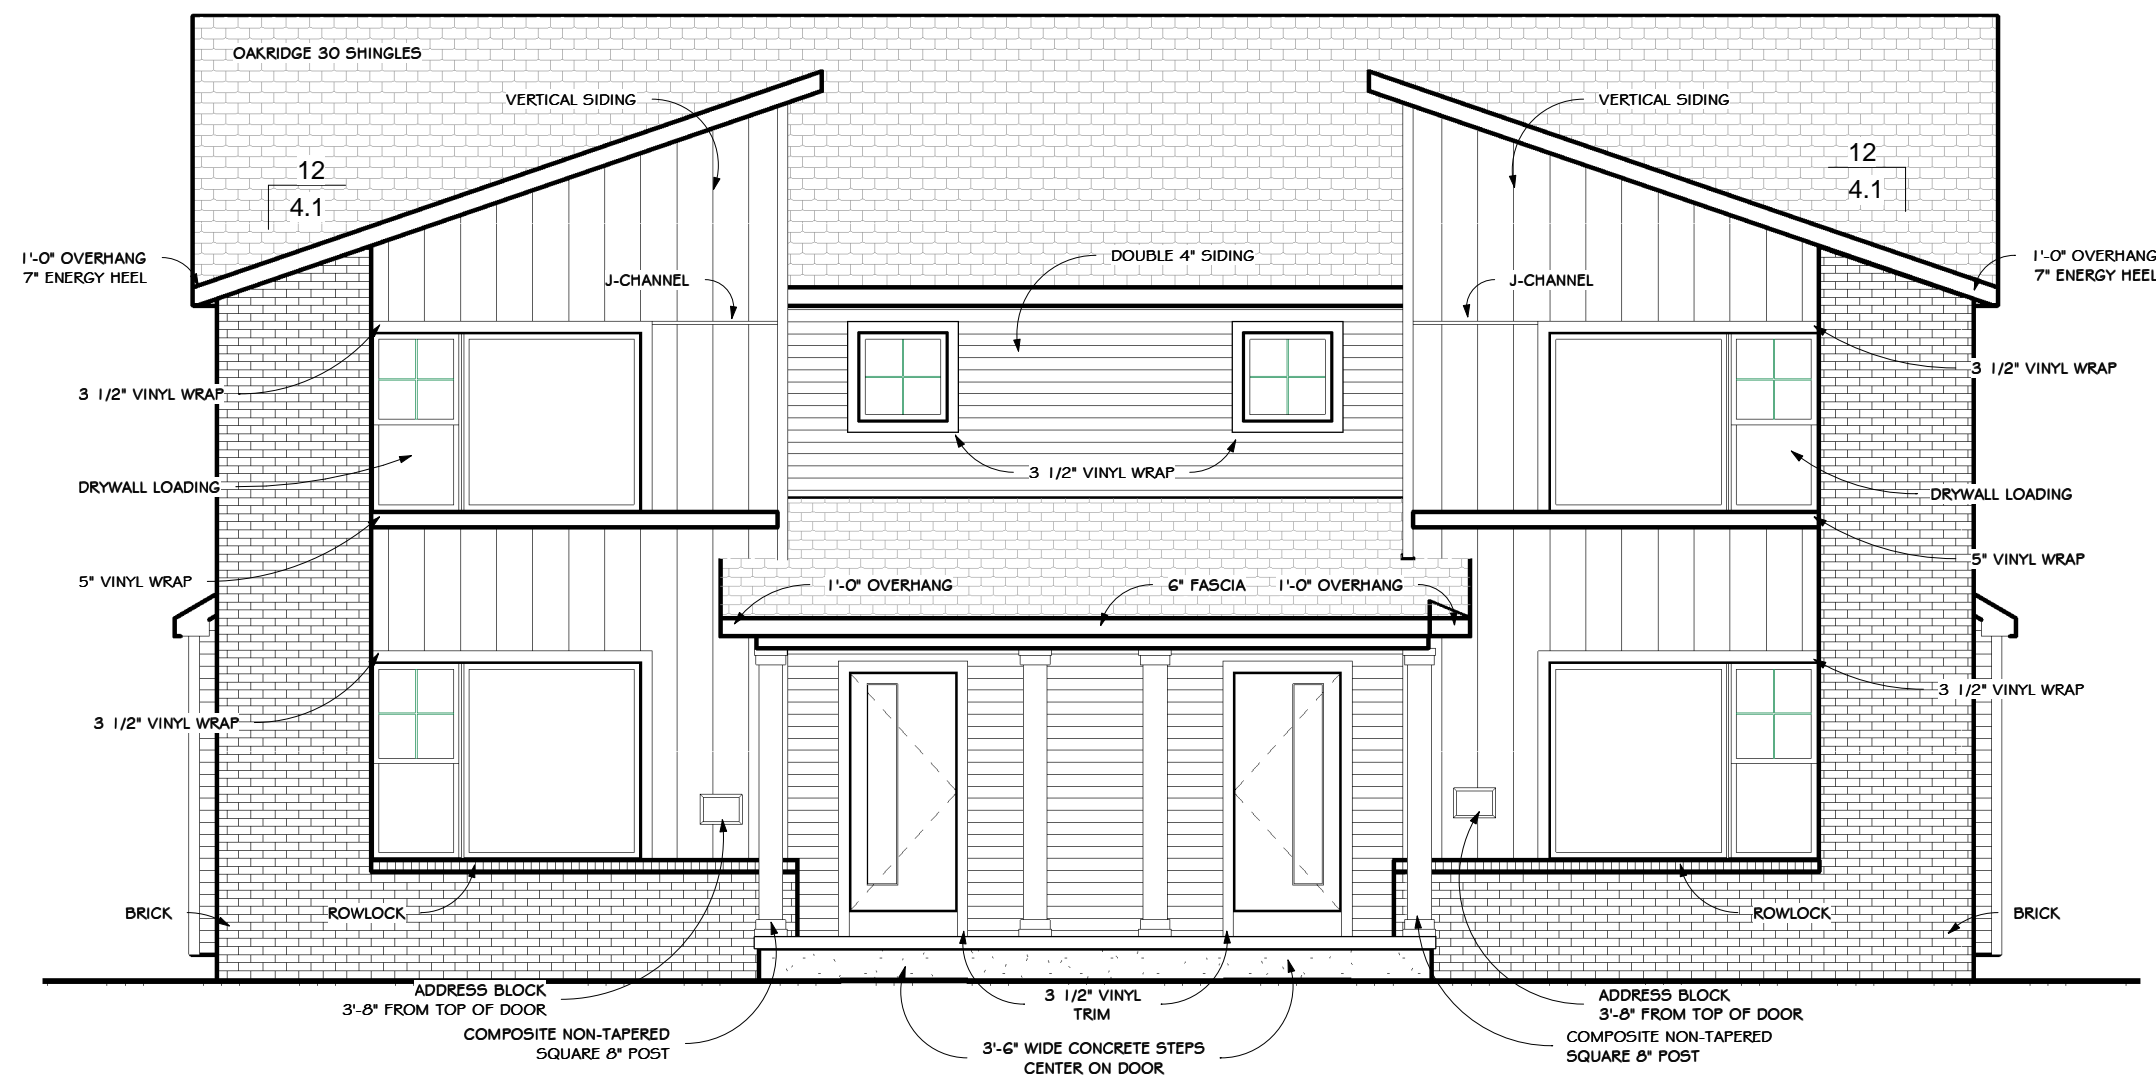 OAKRIDGE 30 SHINGLES
VERTICAL SIDING
VERTICAL SIDING
12
4.1
12
4.1
1'-0" OVERHANG
7" ENERGY HEEL
DOUBLE 4" SIDING
1'-0" OVERHANG
7" ENERGY HEEL
J-CHANNEL
J-CHANNEL
3 1/2" VINYL WRAP
3 1/2" VINYL WRAP
3 1/2" VINYL WRAP
DRYWALL LOADING
DRYWALL LOADING
5" VINYL WRAP
5" VINYL WRAP
1'-0" OVERHANG
6" FASCIA
1'-0" OVERHANG
3 1/2" VINYL WRAP
3 1/2" VINYL WRAP
BRICK
ROWLOCK
ROWLOCK
BRICK
ADDRESS BLOCK
3'-8" FROM TOP OF DOOR
3 1/2" VINYL
TRIM
ADDRESS BLOCK
3'-8" FROM TOP OF DOOR
COMPOSITE NON-TAPERED
SQUARE 8" POST
3'-6" WIDE CONCRETE STEPS
CENTER ON DOOR
COMPOSITE NON-TAPERED
SQUARE 8" POST